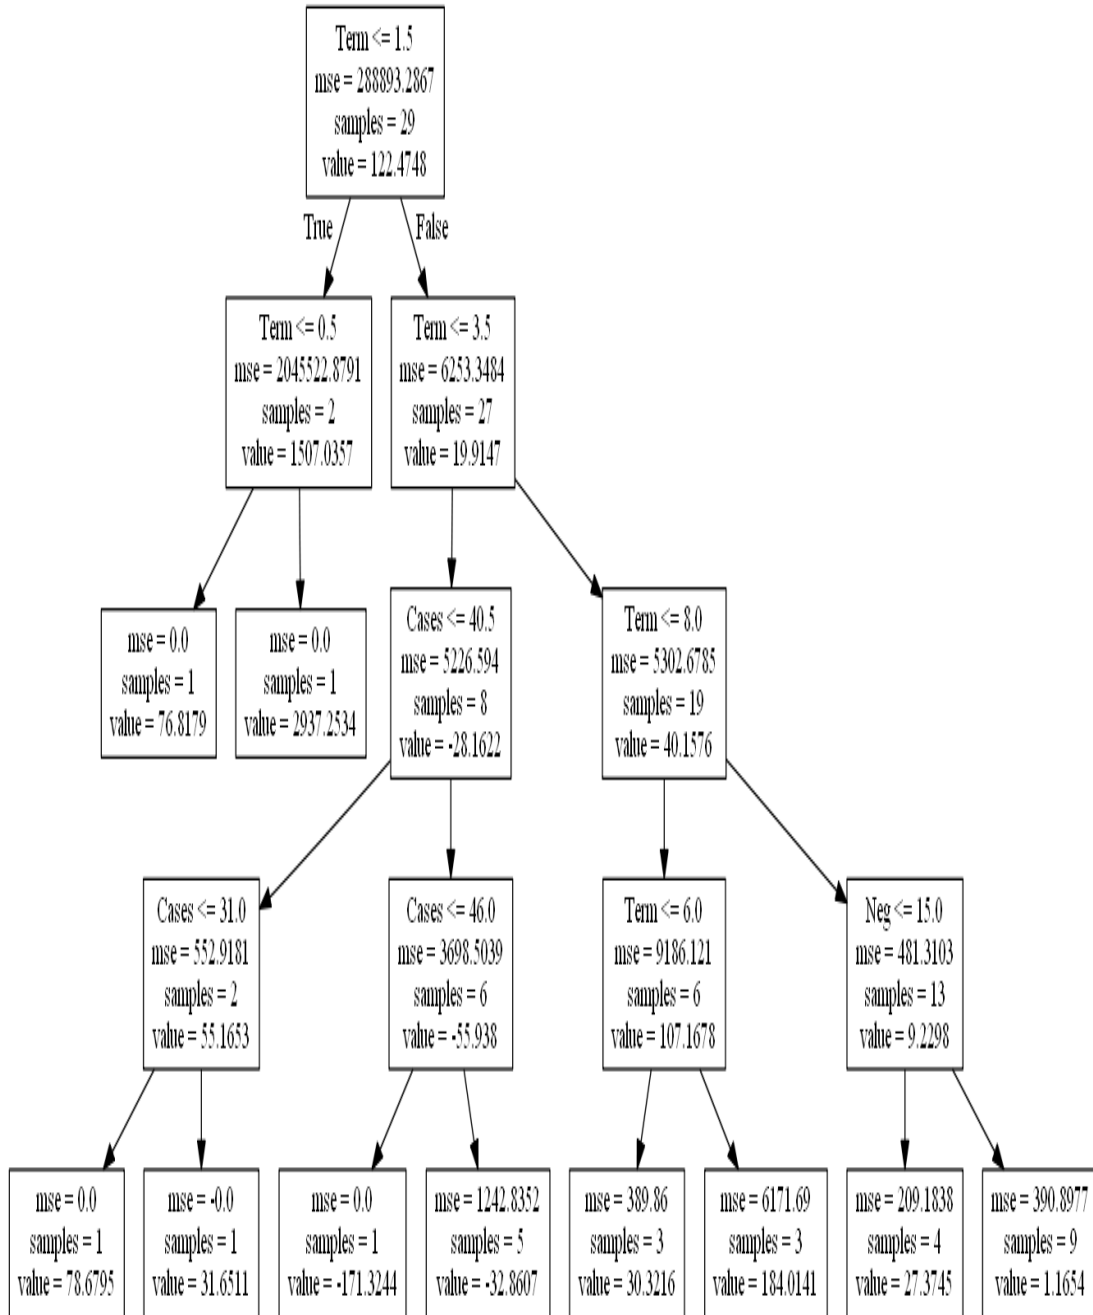 Term <= 1.5
mse = 288893.2867
samples = 29
value = 122.4748
True
False
Term <= 0.5
mse = 2045522.8791
samples = 2
value = 1507.0357
Term <= 3.5
mse = 6253.3484
samples = 27
value = 19.9147
mse = 0.0
samples = 1
value = 76.8179
mse = 0.0
samples = 1
value = 2937.2534
Cases <= 40.5
mse = 5226.594
samples = 8
value = -28.1622
Term <= 8.0
mse = 5302.6785
samples = 19
value = 40.1576
Cases <= 31.0
mse = 552.9181
samples = 2
value = 55.1653
Cases <= 46.0
mse = 3698.5039
samples = 6
value = -55.938
Term <= 6.0
mse = 9186.121
samples = 6
value = 107.1678
Neg <= 15.0
mse = 481.3103
samples = 13
value = 9.2298
mse = 0.0
samples = 1
value = 78.6795
mse = -0.0
samples = 1
value = 31.6511
mse = 0.0
samples = 1
value = -171.3244
mse = 1242.8352
samples = 5
value = -32.8607
mse = 389.86
samples = 3
value = 30.3216
mse = 6171.69
samples = 3
value = 184.0141
mse = 209.1838
samples = 4
value = 27.3745
mse = 390.8977
samples = 9
value = 1.1654